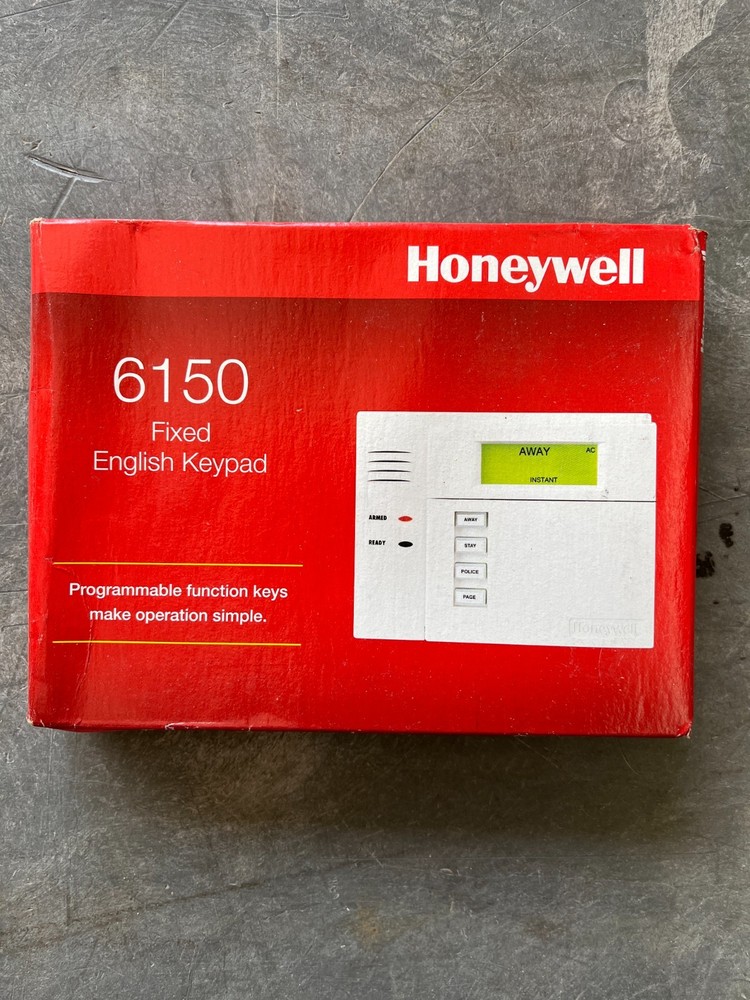 Honeywell
6150
Fixed
English Keypad
Programmable function keys
make operation simple.
AWAY AC
INSTANT
ARMED
READY
AWAY
STAY
POLICE
PAGE
Honeywell